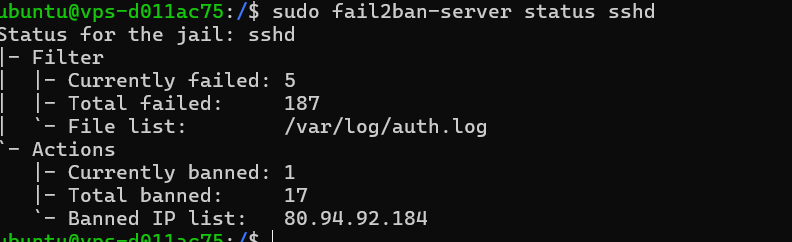 ubuntu@vps-d011ac75:/$ sudo fail2ban-server status sshd
Status for the jail: sshd
|- Filter
|  |- Currently failed: 5
|  |- Total failed:     187
|  `- File list:        /var/log/auth.log
`- Actions
   |- Currently banned: 1
   |- Total banned:     17
   `- Banned IP list:   80.94.92.184
ubuntu@vps-d011ac75:/$